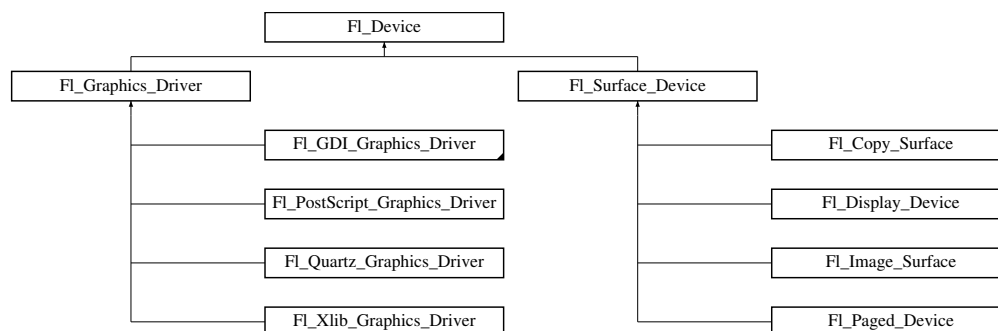 Fl_Device
Fl_Graphics_Driver
Fl_Surface_Device
Fl_GDI_Graphics_Driver
Fl_Copy_Surface
Fl_PostScript_Graphics_Driver
Fl_Display_Device
Fl_Quartz_Graphics_Driver
Fl_Image_Surface
Fl_Xlib_Graphics_Driver
Fl_Paged_Device